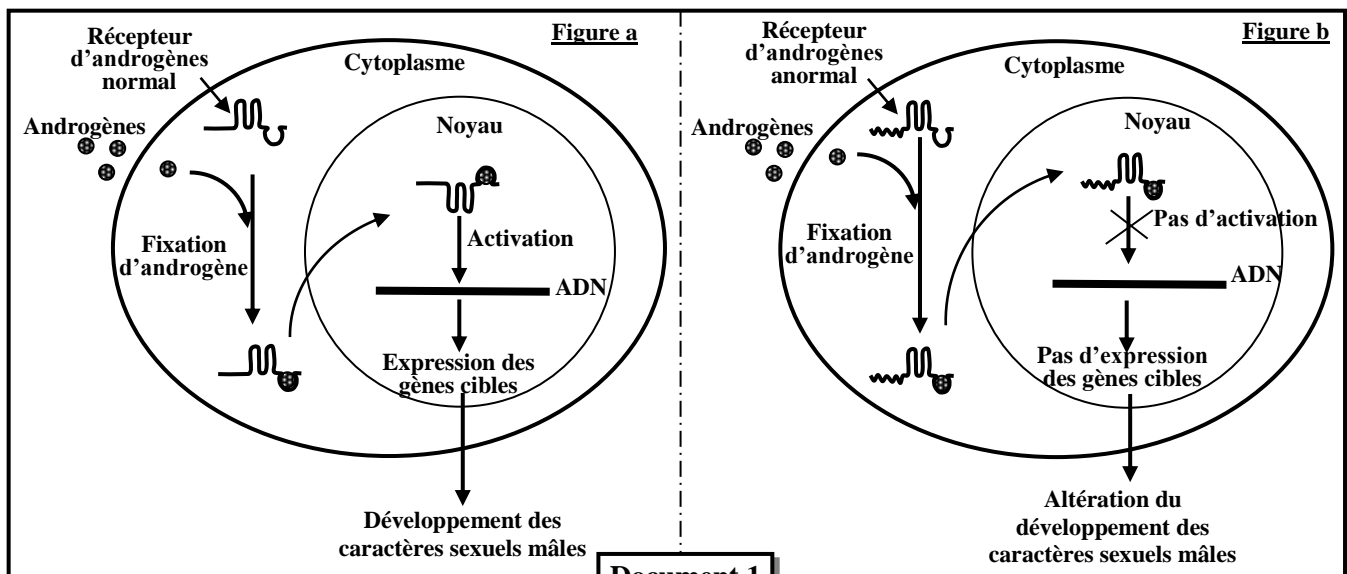 Figure a
Récepteur
d'androgènes
normal
Cytoplasme
Androgènes
Noyau
Fixation
d'androgène
Activation
ADN
Expression des
gènes cibles
Développement des
caractères sexuels mâles
Figure b
Récepteur
d'androgènes
anormal
Cytoplasme
Androgènes
Noyau
Fixation
d'androgène
Pas d'activation
ADN
Pas d'expression
des gènes cibles
Altération du
développement des
caractères sexuels mâles
Document 1